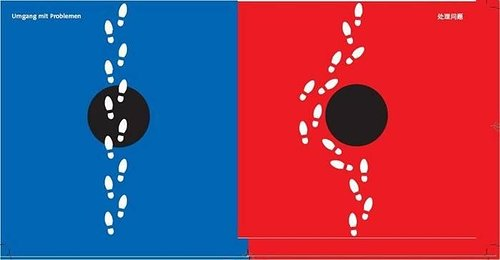 Umgang mit Problemen
处理问题